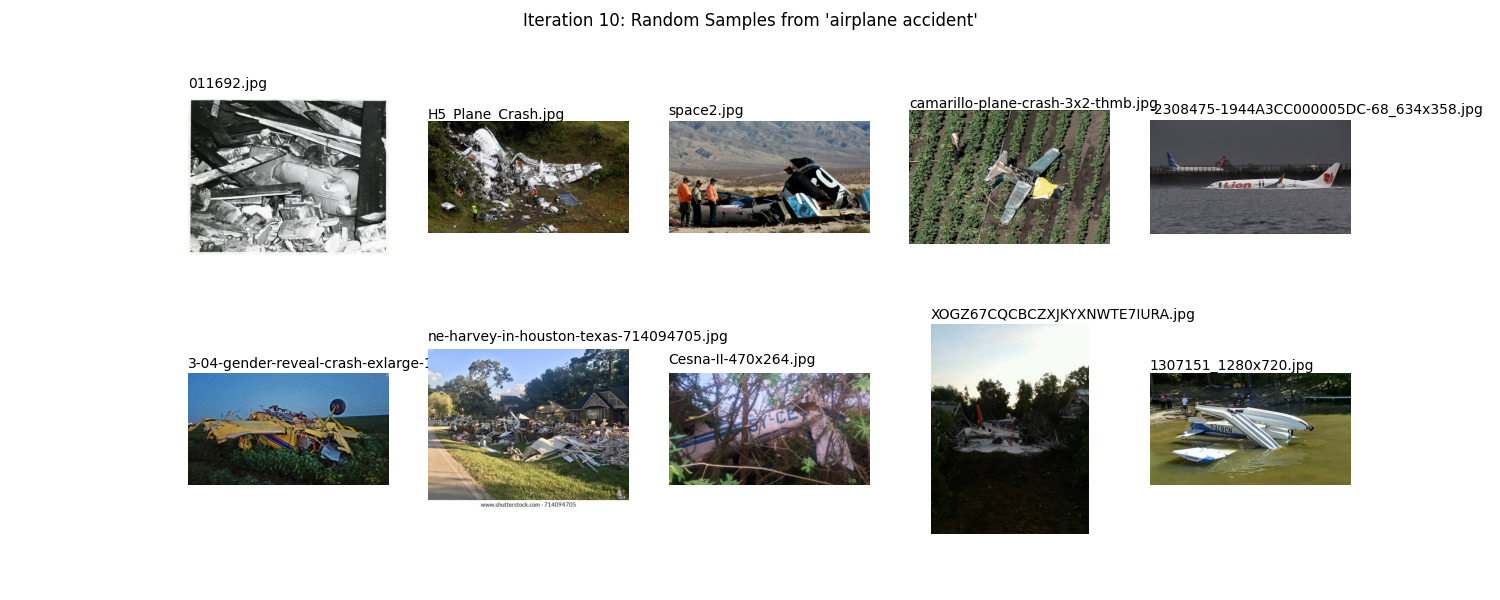 Iteration 10: Random Samples from 'airplane accident'
011692.jpg
H5_Plane_Crash.jpg
space2.jpg
camarillo-plane-crash-3x2-thmb.jpg
-2308475-1944A3CC000005DC-68_634x358.jpg
Lion
3-04-gender-reveal-crash-exlarge-1
ne-harvey-in-houston-texas-714094705.jpg
www.shutterstock.com · 714094705
Cesna-II-470x264.jpg
5Y-CE
XOGZ67CQCBCZXJKYXNWTE7IURA.jpg
1307151_1280x720.jpg